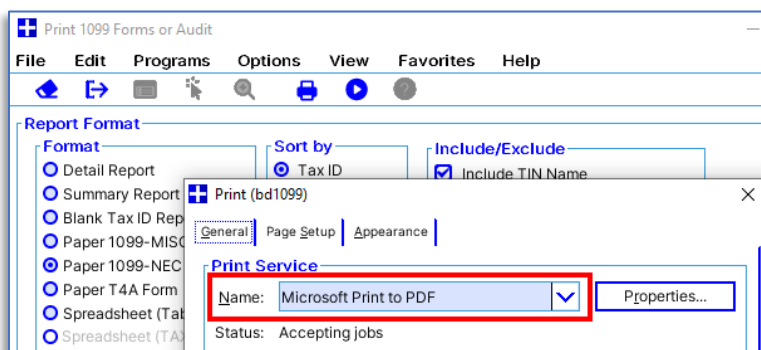 Print 1099 Forms or Audit
File Edit Programs Options View Favorites Help
Report Format
Format
Sort by
Include/Exclude
Detail Report
Tax ID
Include TIN Name
Summary Report
Print (bd1099)
Blank Tax ID Rep
General Page Setup Appearance
Paper 1099-MISC
Paper 1099-NEC
Print Service
Paper T4A Form
Name: Microsoft Print to PDF Properties...
Spreadsheet (Tab
Status: Accepting jobs
Spreadsheet (TAX